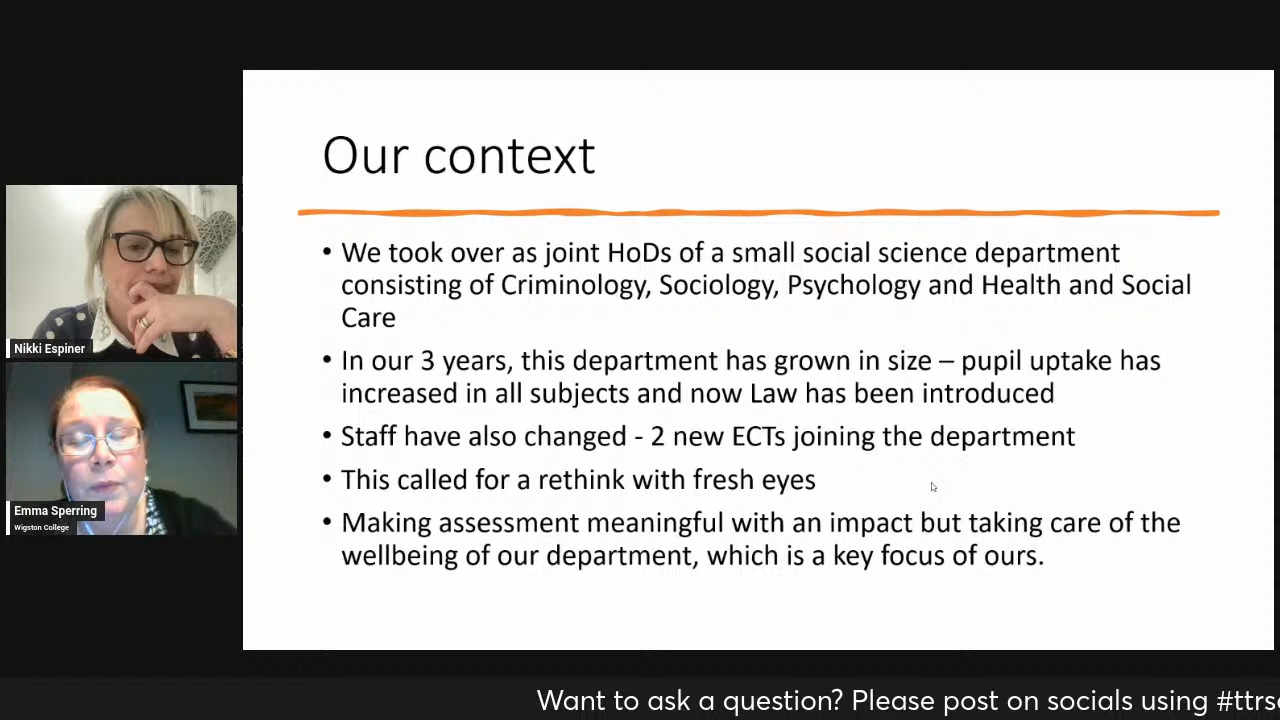 Our context
• We took over as joint HoDs of a small social science department
consisting of Criminology, Sociology, Psychology and Health and Social
Care
• In our 3 years, this department has grown in size – pupil uptake has
increased in all subjects and now Law has been introduced
• Staff have also changed - 2 new ECTs joining the department
• This called for a rethink with fresh eyes
• Making assessment meaningful with an impact but taking care of the
wellbeing of our department, which is a key focus of ours.
Nikki Espiner
Emma Sperring
Wigston College
Want to ask a question? Please post on socials using